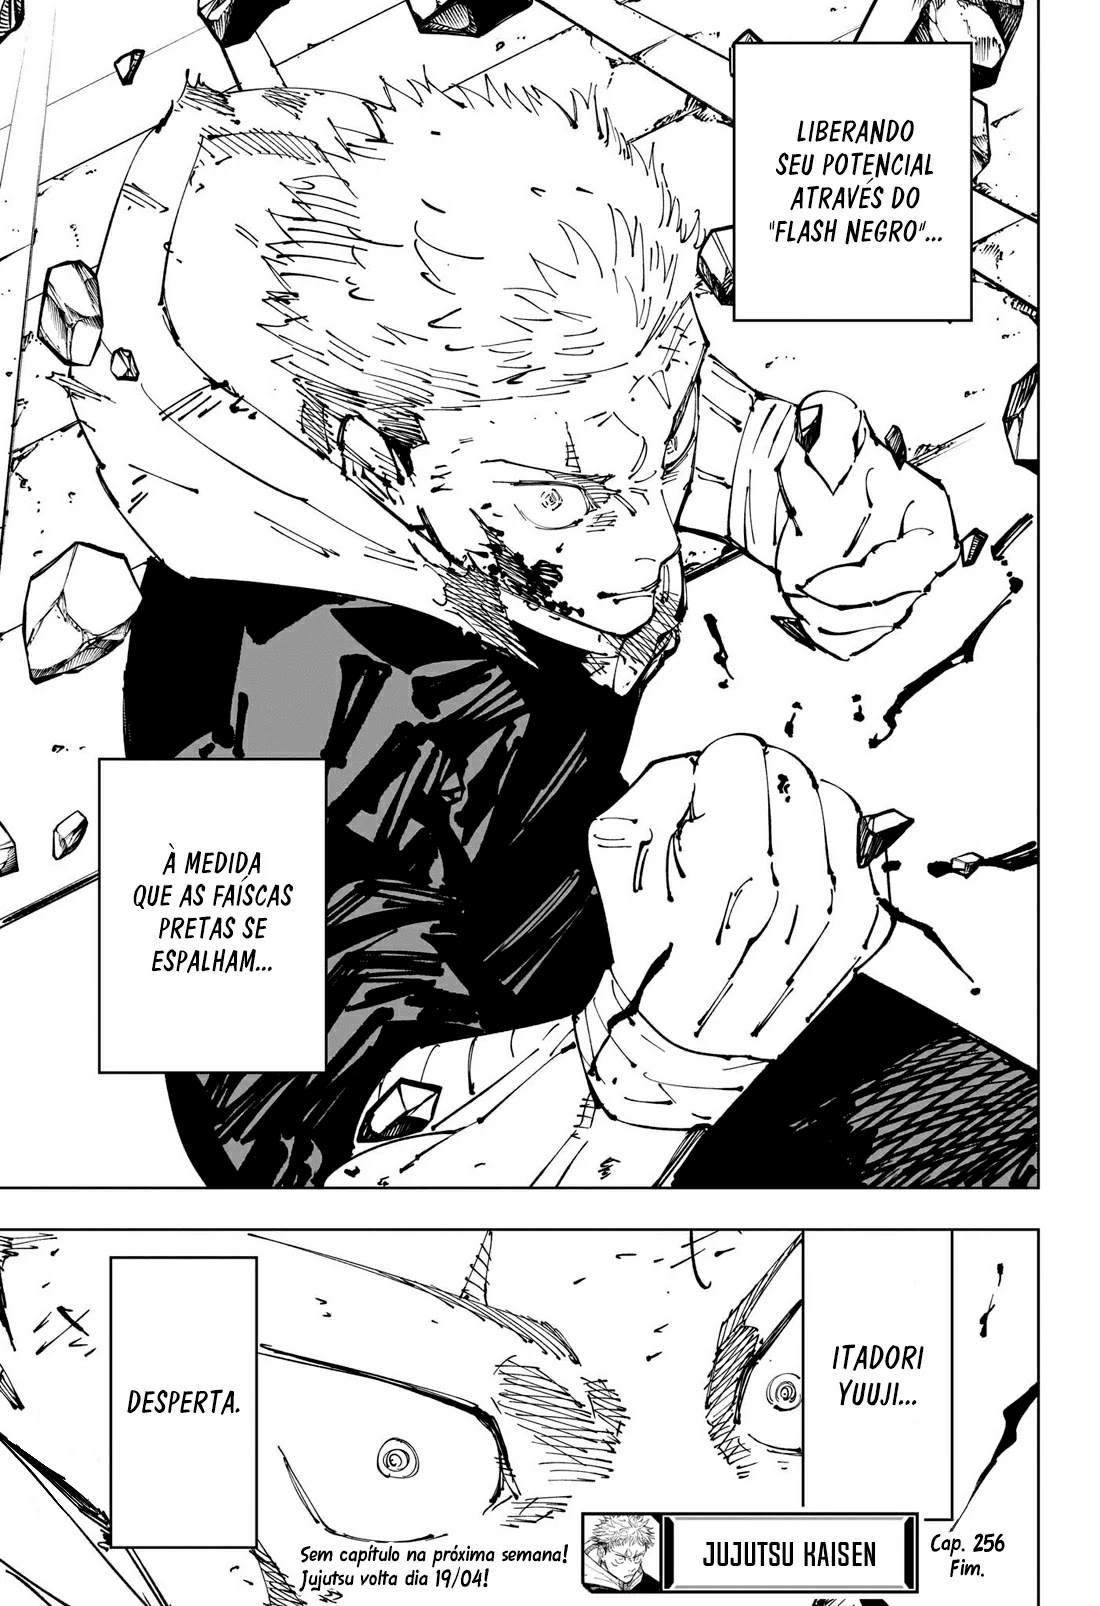 LIBERANDO
SEU POTENCIAL
ATRAVÉS DO
"FLASH NEGRO"...
À MEDIDA
QUE AS FAÍSCAS
PRETAS SE
ESPALHAM...
ITADORI
YUUJI...
DESPERTA.
Sem capítulo na próxima semana!
Jujutsu volta dia 19/04!
JUJUTSU KAISEN
Cap. 256
Fim.